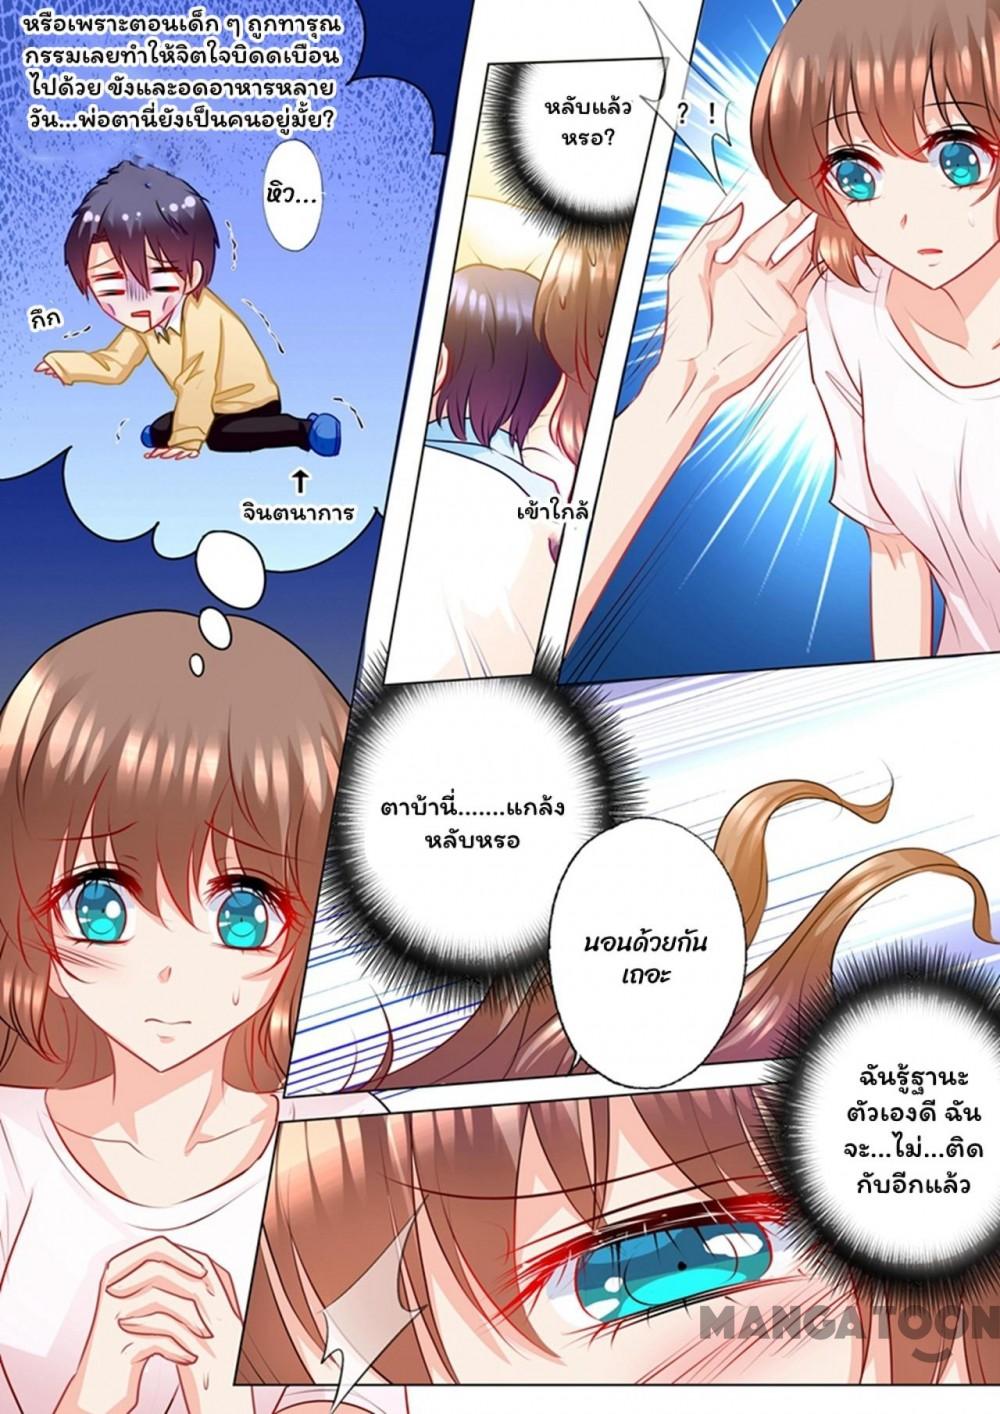 หรือเพราะตอนเด็ก ๆ ถูกทารุณ
กรรมเลยทำให้จิตใจบิดดเบือน
ไปด้วย ขังและอดอาหารหลาย
วัน...พ่อตานี่ยังเป็นคนอยู่มั้ย?
หิว...
กึก
↑
จินตนาการ
หลับแล้ว
หรอ?
? !
เข้าใกล้
ตาบ้านี่.......แกล้ง
หลับหรอ
นอนด้วยกัน
เถอะ
ฉันรู้ฐานะ
ตัวเองดี ฉัน
จะ...ไม่...ติด
กับอีกแล้ว
MANGATOON